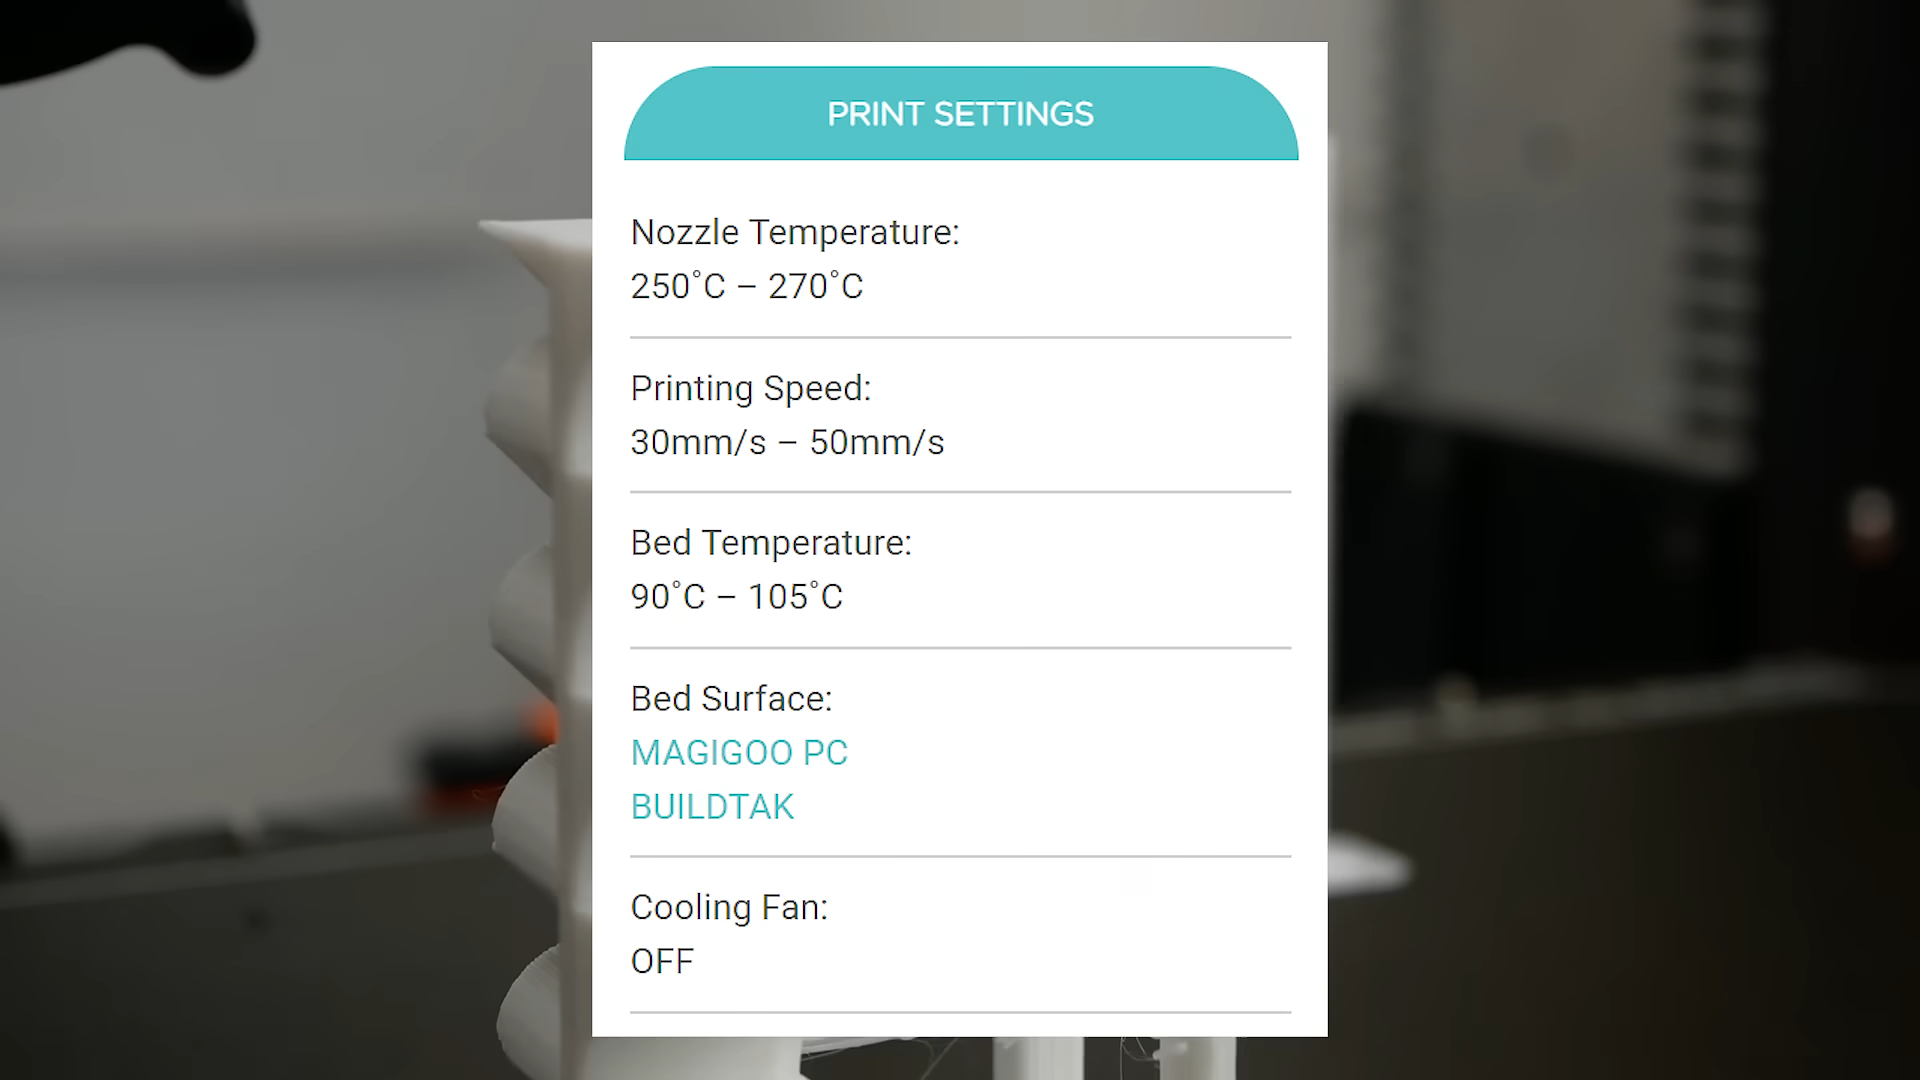 PRINT SETTINGS
Nozzle Temperature:
250˚C – 270˚C
Printing Speed:
30mm/s – 50mm/s
Bed Temperature:
90˚C – 105˚C
Bed Surface:
MAGIGOO PC
BUILDTAK
Cooling Fan:
OFF